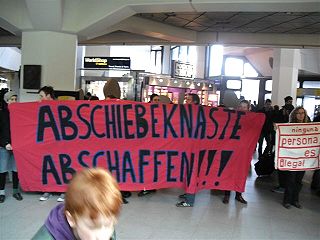 WorldShop
ABSCHIEBEKNASTE
ABSCHAFFEN!!!
ninguna
persona
es
ilegal!